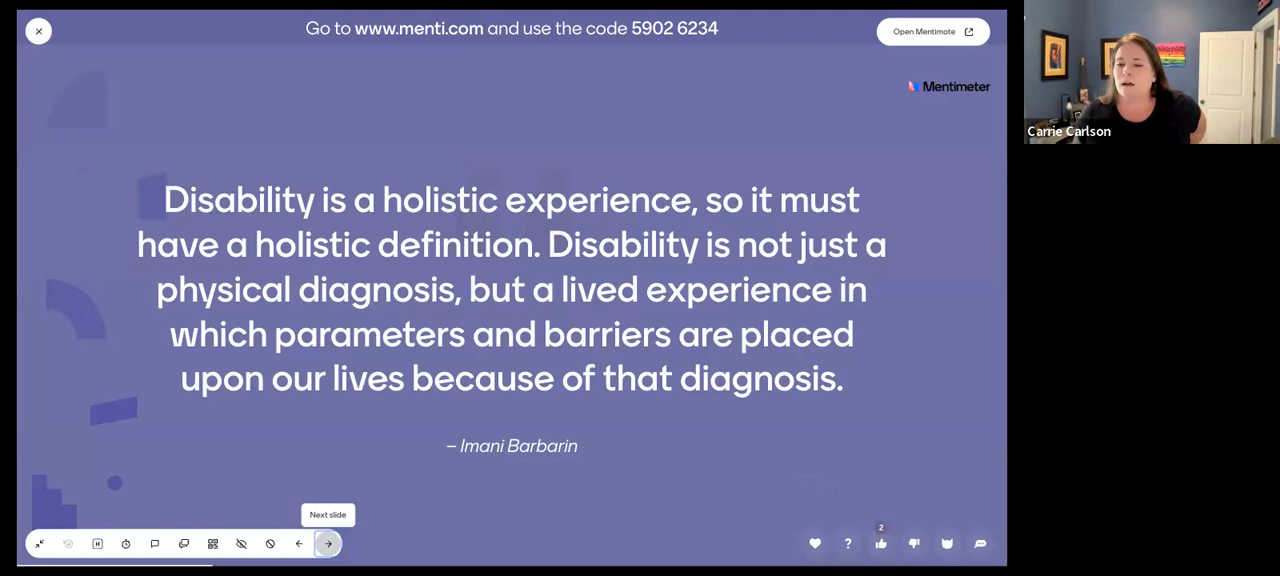 Go to www.menti.com and use the code 5902 6234
Open Mentimote
Mentimeter
Carrie Carlson
Disability is a holistic experience, so it must
have a holistic definition. Disability is not just a
physical diagnosis, but a lived experience in
which parameters and barriers are placed
upon our lives because of that diagnosis.
– Imani Barbarin
Next slide
2